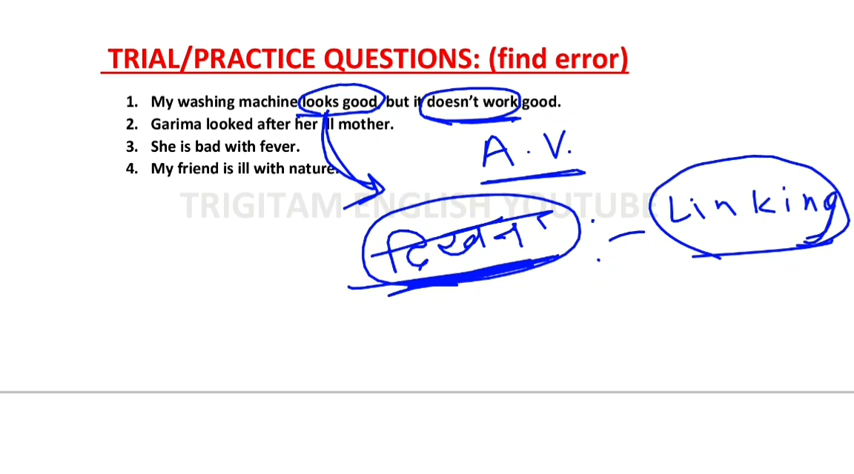 TRIAL/PRACTICE QUESTIONS: (find error)
1. My washing machine looks good, but it doesn't work good.
2. Garima looked after her ill mother.
3. She is bad with fever.
4. My friend is ill with nature.
A. V.
TRIGITAM ENGLISH YOUTUBE
दिखना :- Linking